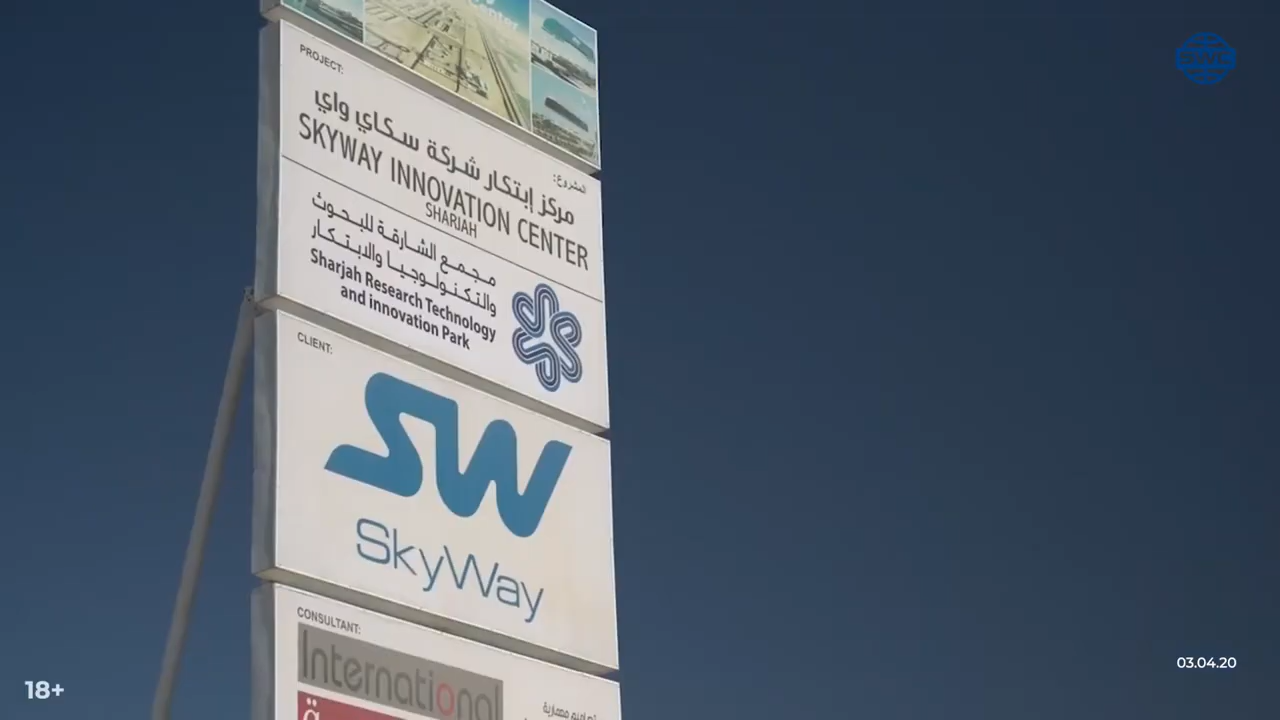 PROJECT:
المشروع:
مركز إبتكار شركة سكاي واي
SKYWAY INNOVATION CENTER
SHARJAH
مجمع الشارقة للبحوث
والتكنولوجيا والابتكار
Sharjah Research Technology
and innovation Park
CLIENT:
SW
SkyWay
CONSULTANT:
International
18+
03.04.20